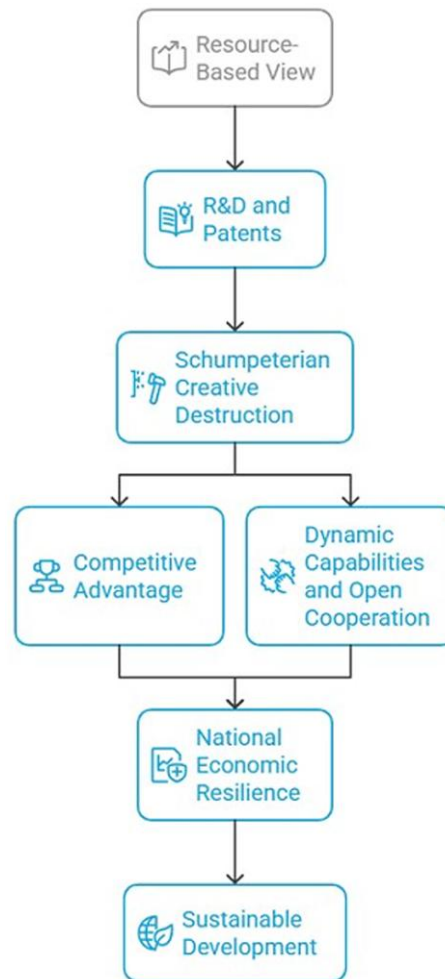 Resource-
Based View
R&D and
Patents
Schumpeterian
Creative
Destruction
Competitive
Advantage
Dynamic
Capabilities
and Open
Cooperation
National
Economic
Resilience
Sustainable
Development